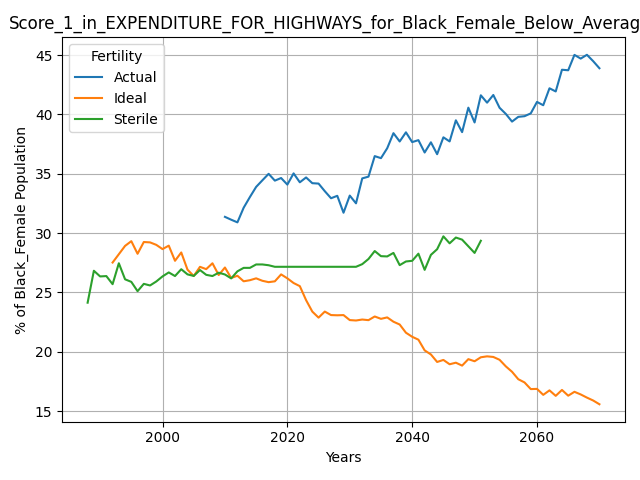 Score_1_in_EXPENDITURE_FOR_HIGHWAYS_for_Black_Female_Below_Averag
Fertility
Actual
Ideal
Sterile
% of Black_Female Population
45
40
35
30
25
20
15
2000 2020 2040 2060
Years